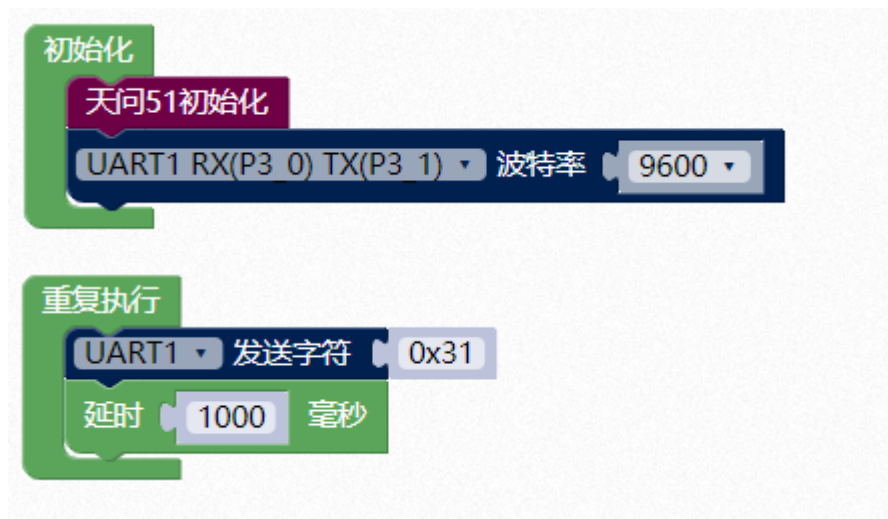 初始化
天问51初始化
UART1 RX(P3_0) TX(P3_1) 波特率 9600
重复执行
UART1 发送字符 0x31
延时 1000 毫秒